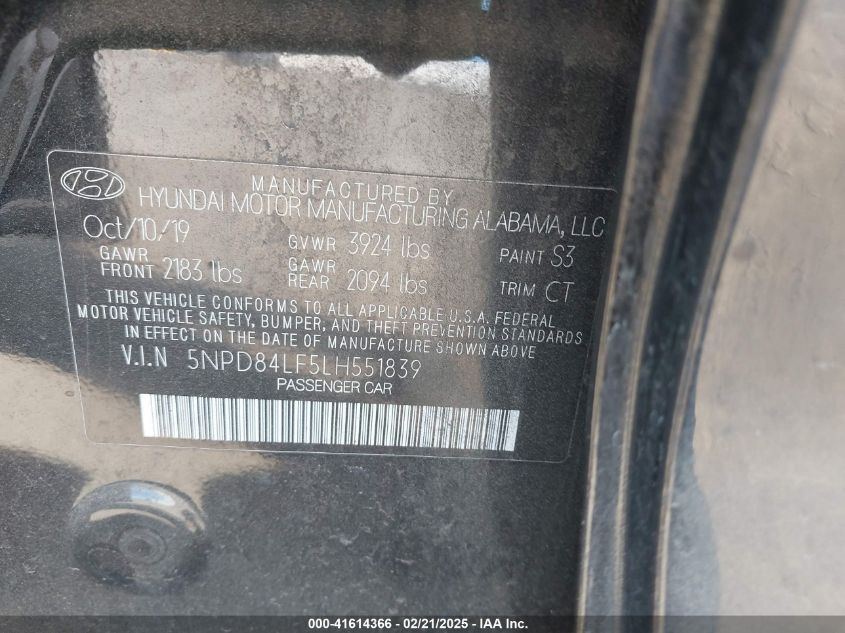 MANUFACTURED BY
HYUNDAI MOTOR MANUFACTURING ALABAMA, LLC
Oct/10/19 GVWR 3924 lbs PAINT S3
GAWR FRONT 2183 lbs GAWR REAR 2094 lbs TRIM CT
THIS VEHICLE CONFORMS TO ALL APPLICABLE U.S.A. FEDERAL
MOTOR VEHICLE SAFETY, BUMPER, AND THEFT PREVENTION STANDARDS
IN EFFECT ON THE DATE OF MANUFACTURE SHOWN ABOVE
V.I.N 5NPD84LF5LH551839
PASSENGER CAR
000-41614366 - 02/21/2025 - IAA Inc.